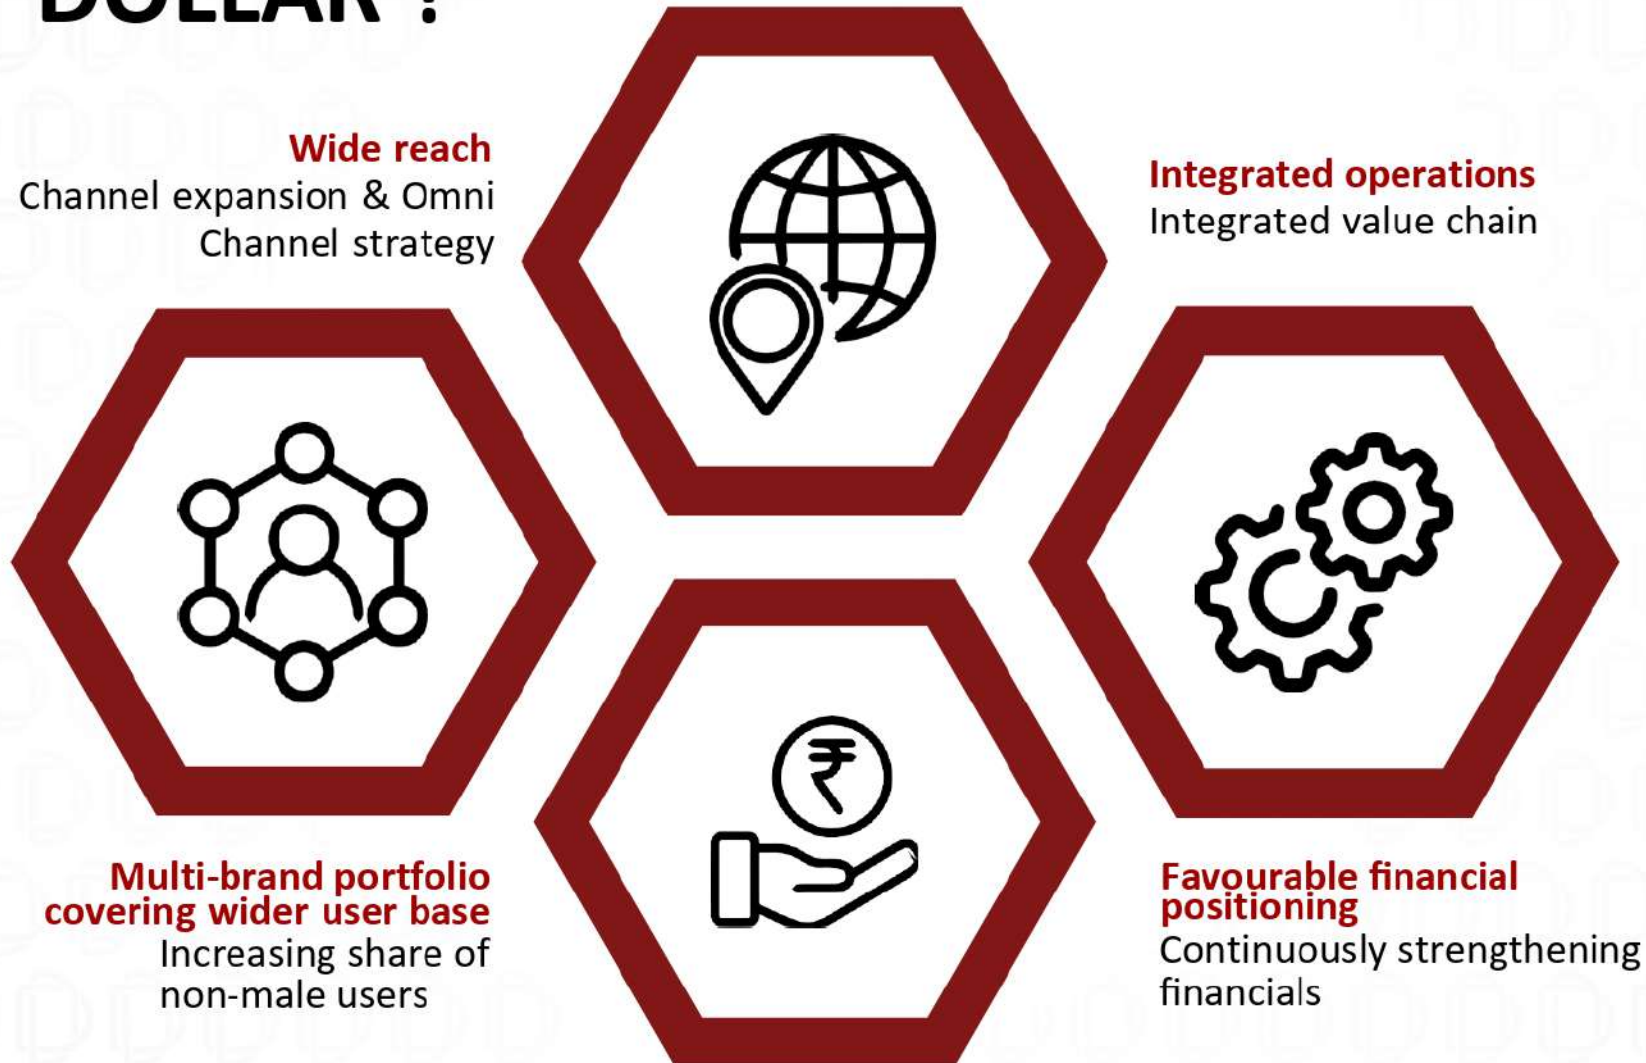 DOLLAR ?
Wide reach
Channel expansion & Omni
Channel strategy
Integrated operations
Integrated value chain
₹
Multi-brand portfolio
covering wider user base
Increasing share of
non-male users
Favourable financial
positioning
Continuously strengthening
financials